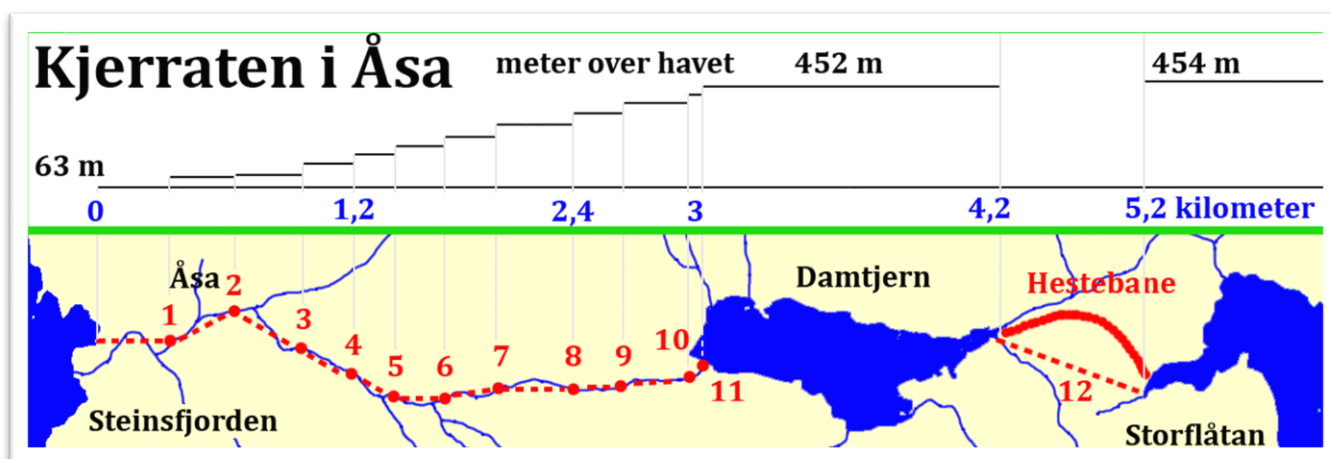 Kjerraten i Åsa
meter over havet
452 m
454 m
63 m
0
1,2
2,4
3
4,2
5,2 kilometer
Åsa
Damtjern
Hestebane
1
2
3
4
5
6
7
8
9
10
11
12
Steinsfjorden
Storflåtan